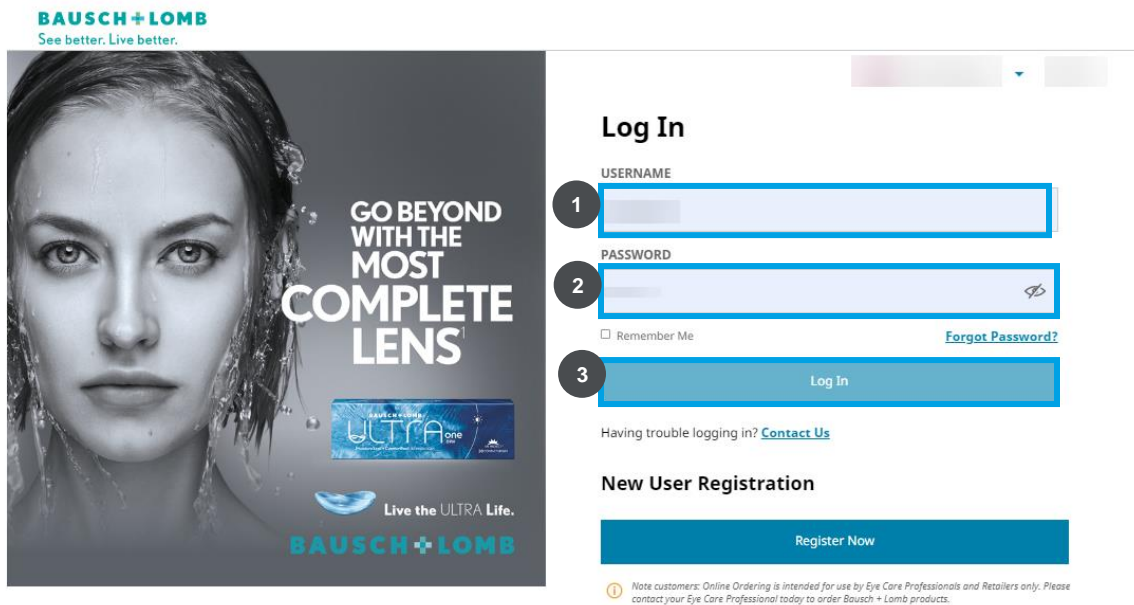 BAUSCH + LOMB
See better. Live better.
GO BEYOND
WITH THE
MOST
COMPLETE
LENS¹
BAUSCH + LOMB
ULTRA one
Live the ULTRA Life.
BAUSCH + LOMB
Log In
USERNAME
1
PASSWORD
2
Remember Me
Forgot Password?
3
Log In
Having trouble logging in? Contact Us
New User Registration
Register Now
Note customers: Online Ordering is intended for use by Eye Care Professionals and Retailers only. Please
contact your Eye Care Professional today to order Bausch + Lomb products.